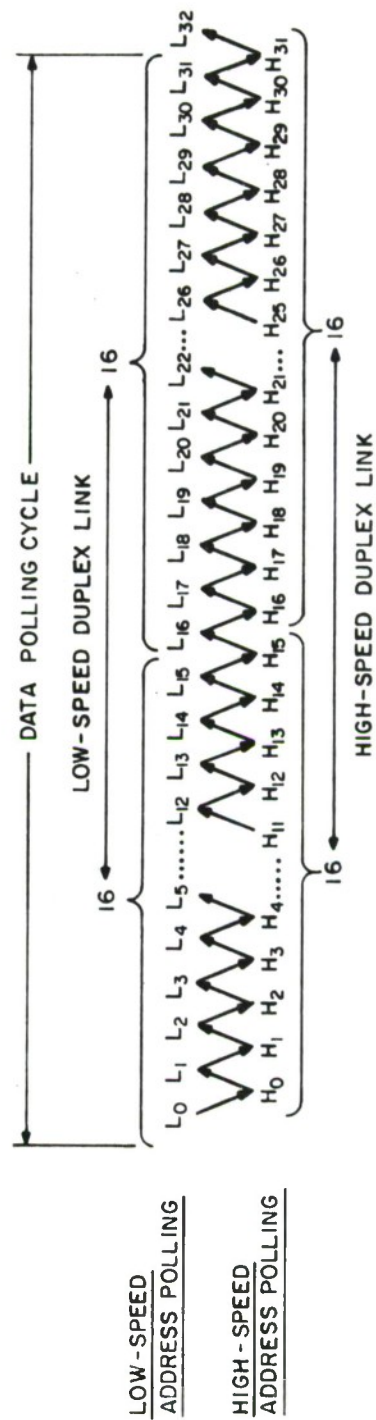 DATA POLLING CYCLE
LOW-SPEED DUPLEX LINK
16 16
LOW-SPEED
ADDRESS POLLING
L0 L1 L2 L3 L4 L5...... L12 L13 L14 L15 L16 L17 L18 L19 L20 L21 L22... L26 L27 L28 L29 L30 L31 L32
HIGH-SPEED
ADDRESS POLLING
H0 H1 H2 H3 H4..... H11 H12 H13 H14 H15 H16 H17 H18 H19 H20 H21... H25 H26 H27 H28 H29 H30 H31
16 16
HIGH-SPEED DUPLEX LINK